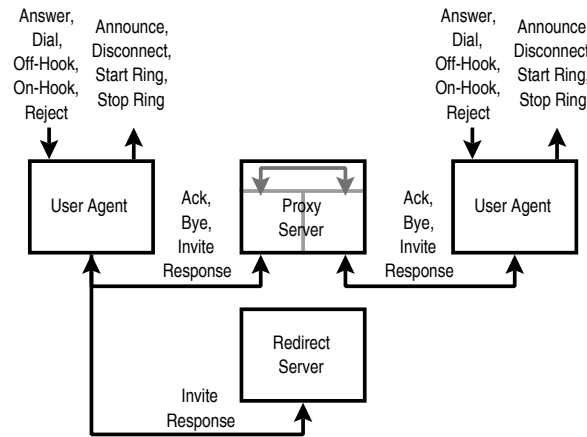 Answer,
Dial,
Off-Hook,
On-Hook,
Reject
Announce,
Disconnect,
Start Ring,
Stop Ring
Answer,
Dial,
Off-Hook,
On-Hook,
Reject
Announce
Disconnect
Start Ring,
Stop Ring
User Agent
Ack,
Bye,
Invite
Response
Proxy
Server
Ack,
Bye,
Invite
Response
User Agent
Redirect
Server
Invite
Response